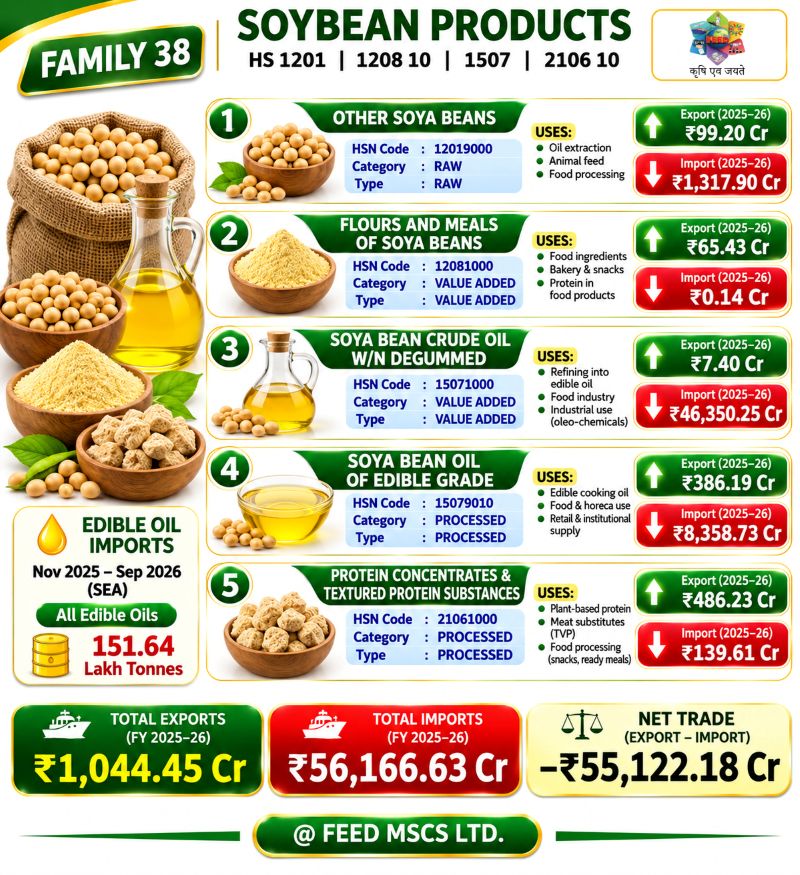 FAMILY 38
SOYBEAN PRODUCTS
HS 1201 | 1208 10 | 1507 | 2106 10
FEED
कृषि एव जयते
1
OTHER SOYA BEANS
HSN Code : 12019000
Category : RAW
Type : RAW
USES:
Oil extraction
Animal feed
Food processing
Export (2025–26)
₹99.20 Cr
Import (2025–26)
₹1,317.90 Cr
2
FLOURS AND MEALS
OF SOYA BEANS
HSN Code : 12081000
Category : VALUE ADDED
Type : VALUE ADDED
USES:
Food ingredients
Bakery & snacks
Protein in
food products
Export (2025–26)
₹65.43 Cr
Import (2025–26)
₹0.14 Cr
3
SOYA BEAN CRUDE OIL
W/N DEGUMMED
HSN Code : 15071000
Category : VALUE ADDED
Type : VALUE ADDED
USES:
Refining into
edible oil
Food industry
Industrial use
(oleo-chemicals)
Export (2025–26)
₹7.40 Cr
Import (2025–26)
₹46,350.25 Cr
4
SOYA BEAN OIL
OF EDIBLE GRADE
HSN Code : 15079010
Category : PROCESSED
Type : PROCESSED
USES:
Edible cooking oil
Food & horeca use
Retail & institutional
supply
Export (2025–26)
₹386.19 Cr
Import (2025–26)
₹8,358.73 Cr
5
PROTEIN CONCENTRATES &
TEXTURED PROTEIN SUBSTANCES
HSN Code : 21061000
Category : PROCESSED
Type : PROCESSED
USES:
Plant-based protein
Meat substitutes
(TVP)
Food processing
(snacks, ready meals)
Export (2025–26)
₹486.23 Cr
Import (2025–26)
₹139.61 Cr
EDIBLE OIL
IMPORTS
Nov 2025 – Sep 2026
(SEA)
All Edible Oils
151.64
Lakh Tonnes
TOTAL EXPORTS
(FY 2025–26)
₹1,044.45 Cr
TOTAL IMPORTS
(FY 2025–26)
₹56,166.63 Cr
NET TRADE
(EXPORT – IMPORT)
–₹55,122.18 Cr
@ FEED MSCS LTD.